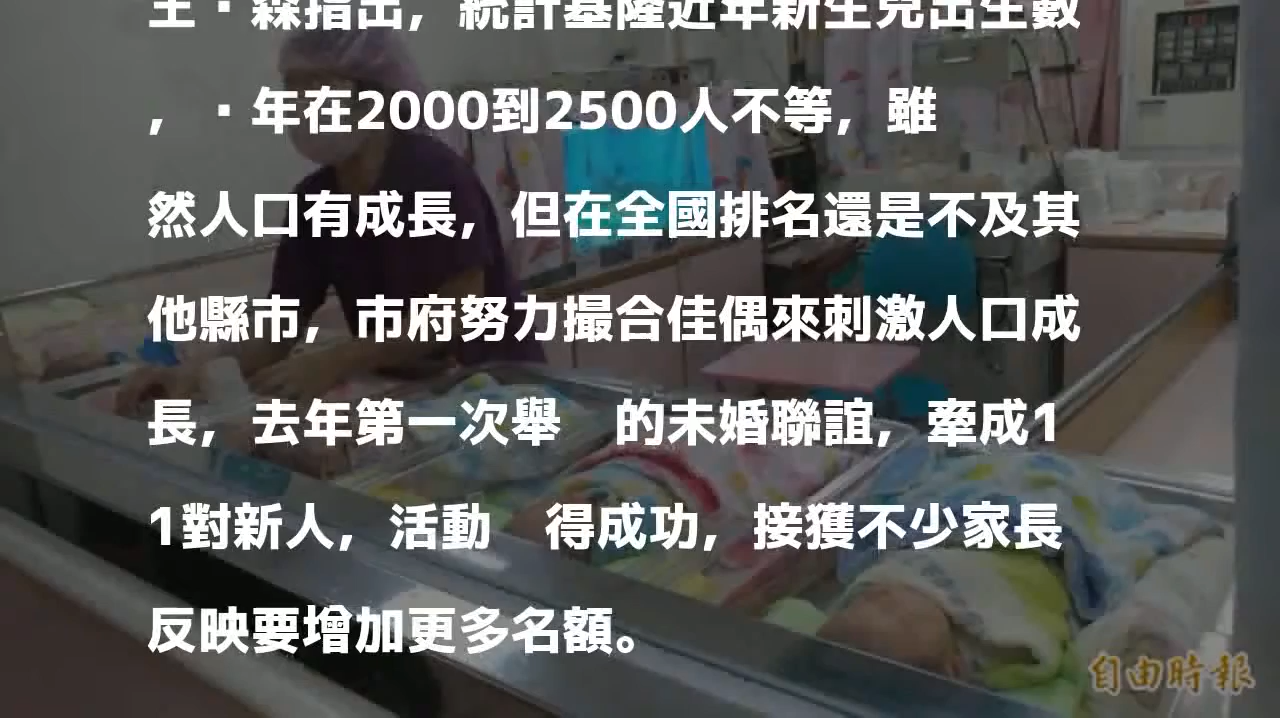 王·森指出，統計基隆近年新生兒出生數
，·年在2000到2500人不等，雖
然人口有成長，但在全國排名還是不及其
他縣市，市府努力撮合佳偶來刺激人口成
長，去年第一次舉　的未婚聯誼，牽成1
1對新人，活動　得成功，接獲不少家長
反映要增加更多名額。
自由時報